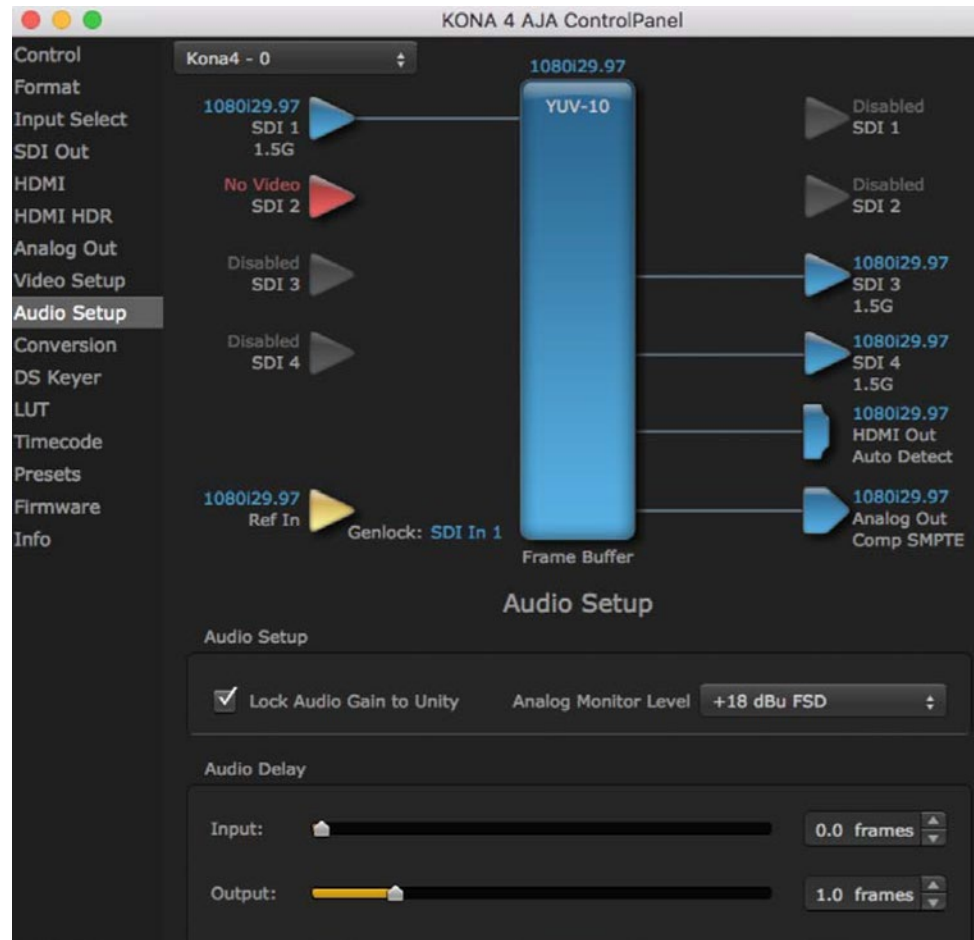 KONA 4 AJA ControlPanel
Control
Format
Input Select
SDI Out
HDMI
HDMI HDR
Analog Out
Video Setup
Audio Setup
Conversion
DS Keyer
LUT
Timecode
Presets
Firmware
Info
Kona4 - 0
1080i29.97
YUV-10
1080i29.97
SDI 1
1.5G
No Video
SDI 2
Disabled
SDI 3
Disabled
SDI 4
1080i29.97
Ref In
Genlock: SDI In 1
Frame Buffer
Disabled
SDI 1
Disabled
SDI 2
1080i29.97
SDI 3
1.5G
1080i29.97
SDI 4
1.5G
1080i29.97
HDMI Out
Auto Detect
1080i29.97
Analog Out
Comp SMPTE
Audio Setup
Audio Setup
Lock Audio Gain to Unity
Analog Monitor Level +18 dBu FSD
Audio Delay
Input: 0.0 frames
Output: 1.0 frames